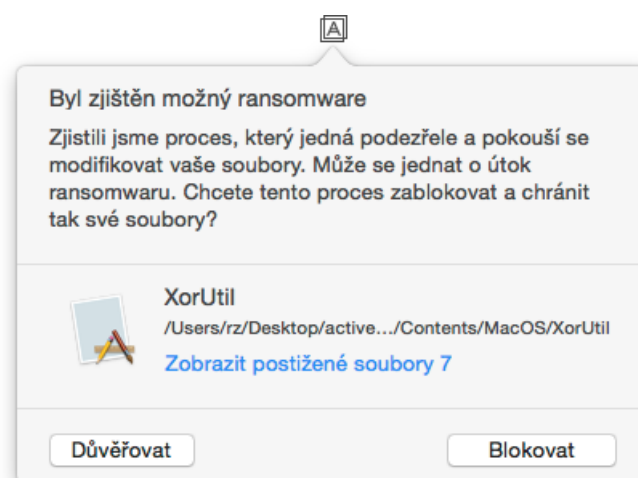 Byl zjištěn možný ransomware
Zjistili jsme proces, který jedná podezřele a pokouší se
modifikovat vaše soubory. Může se jednat o útok
ransomwaru. Chcete tento proces zablokovat a chránit
tak své soubory?
XorUtil
/Users/rz/Desktop/active.../Contents/MacOS/XorUtil
Zobrazit postižené soubory 7
Důvěřovat
Blokovat